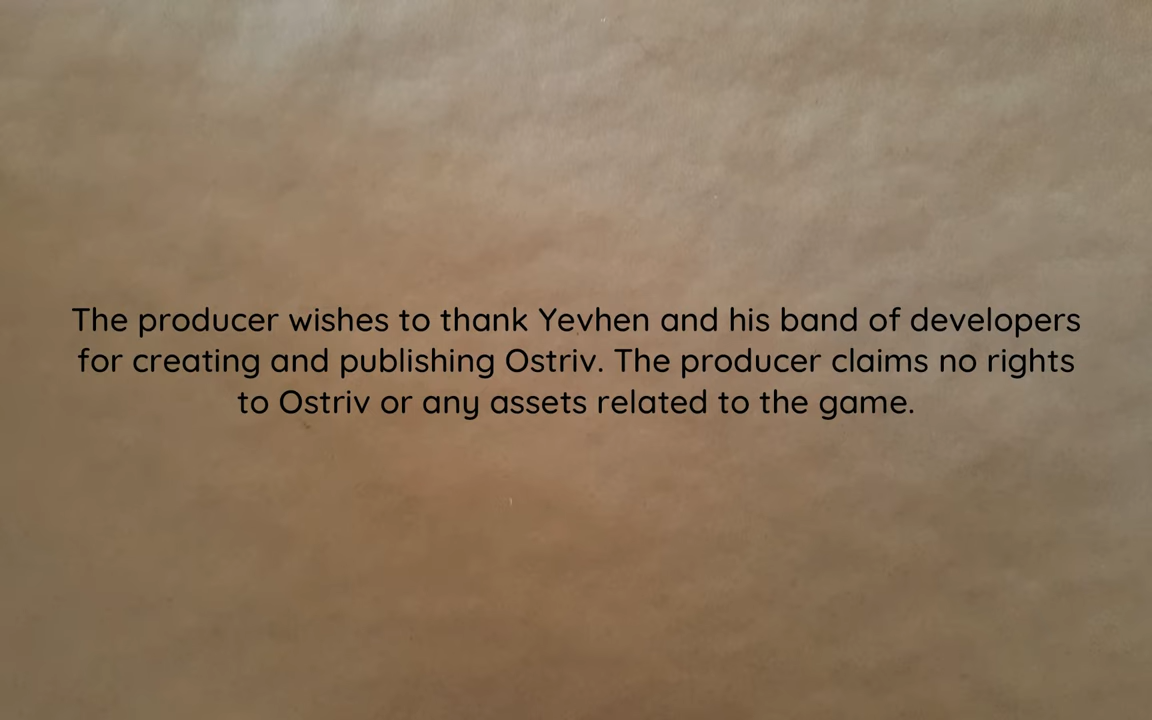 The producer wishes to thank Yevhen and his band of developers
for creating and publishing Ostriv. The producer claims no rights
to Ostriv or any assets related to the game.